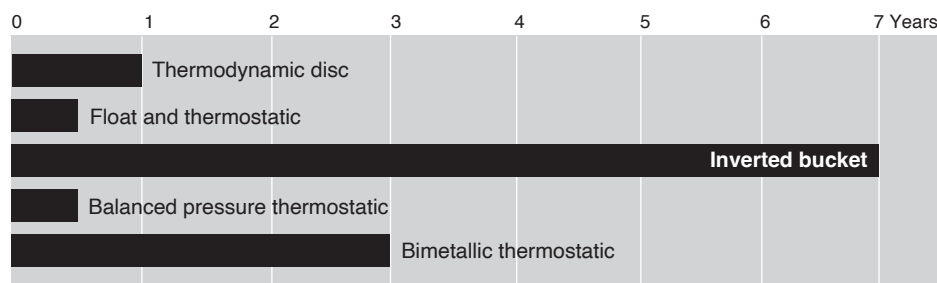 0 1 2 3 4 5 6 7 Years
Thermodynamic disc
Float and thermostatic
Inverted bucket
Balanced pressure thermostatic
Bimetallic thermostatic